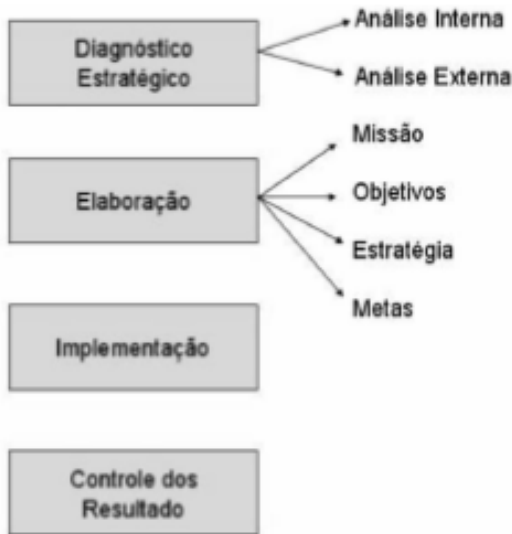 Diagnóstico
Estratégico
Análise Interna
Análise Externa
Elaboração
Missão
Objetivos
Estratégia
Metas
Implementação
Controle dos
Resultado